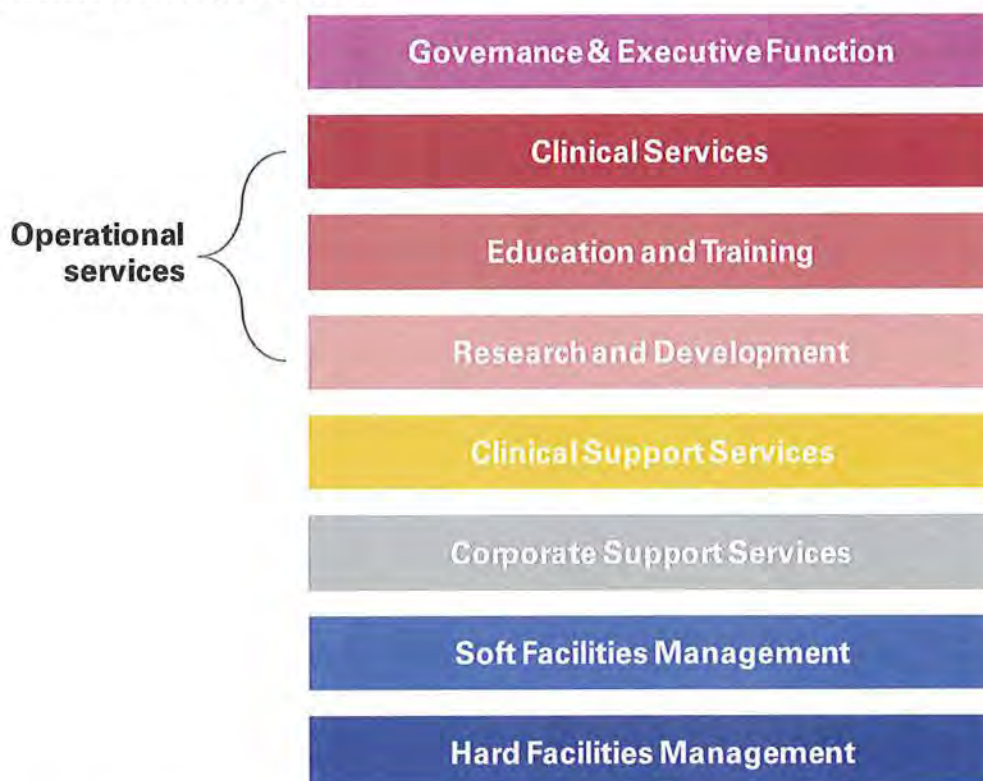 Governance & Executive Function
Clinical Services
Operational
services
Education and Training
Research and Development
Clinical Support Services
Corporate Support Services
Soft Facilities Management
Hard Facilities Management